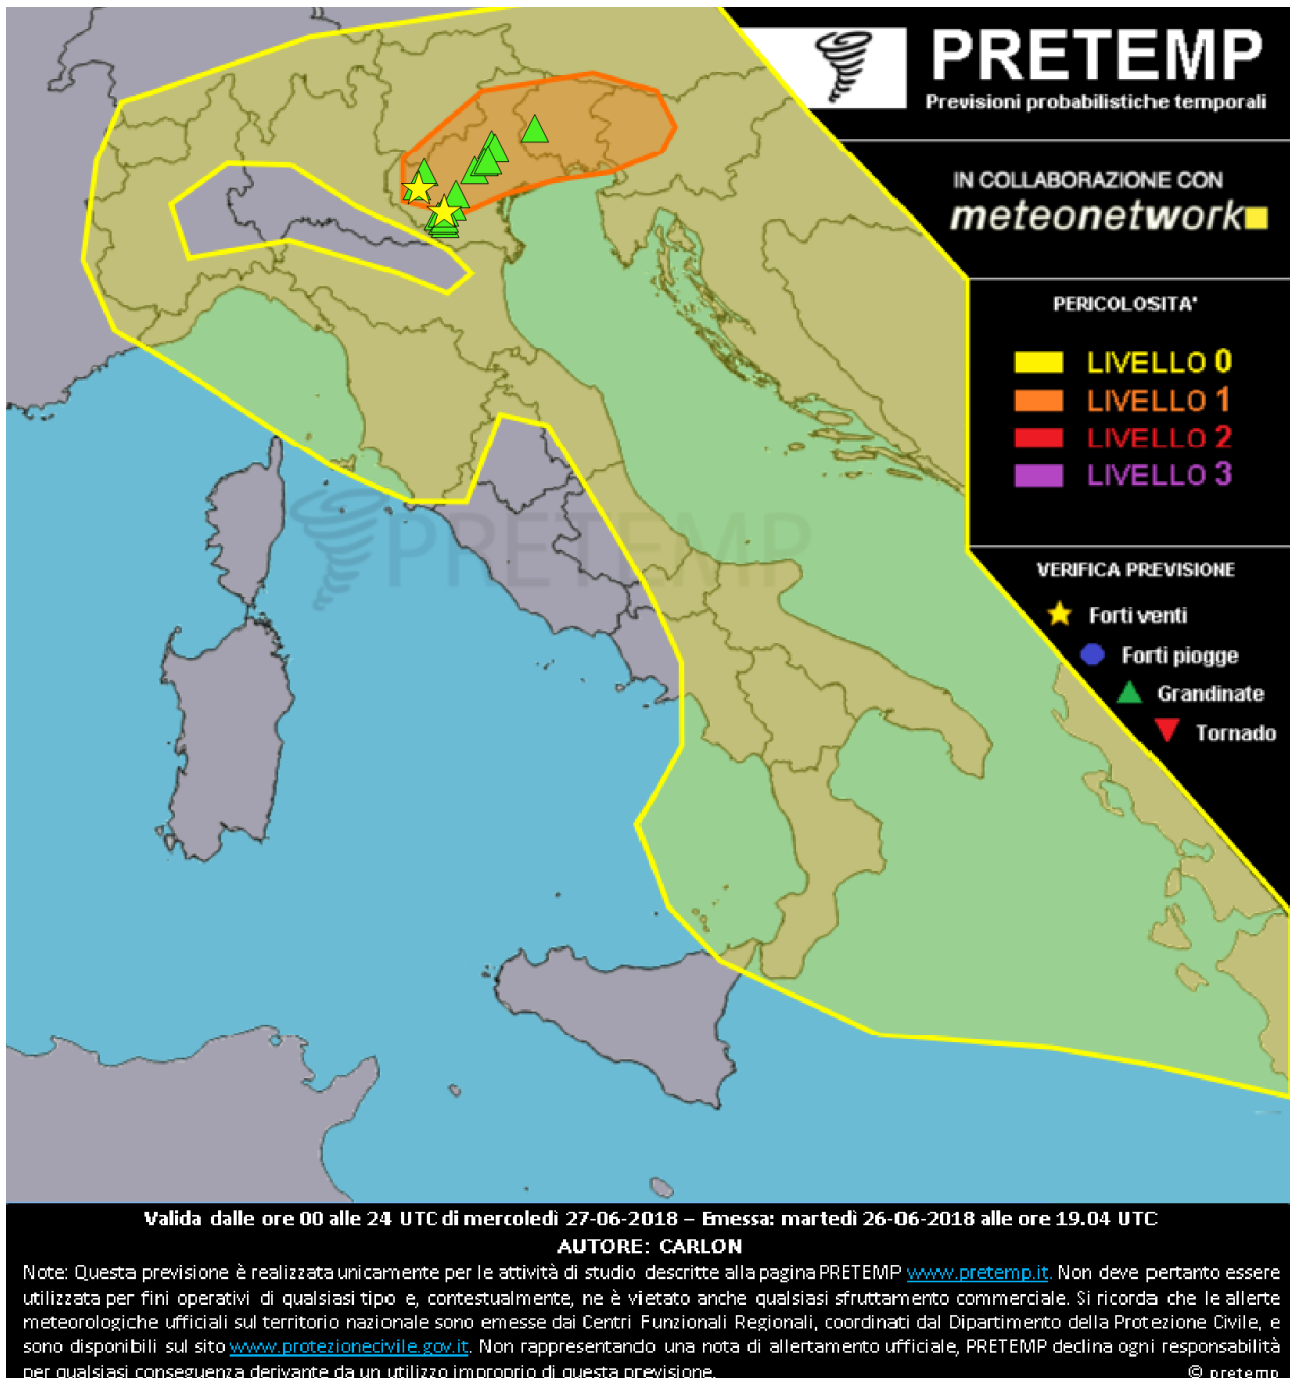 PRETEMP
Previsioni probabilistiche temporali
IN COLLABORAZIONE CON
meteonetwork
PERICOLOSITA'
LIVELLO 0
LIVELLO 1
LIVELLO 2
LIVELLO 3
VERIFICA PREVISIONE
Forti venti
Forti piogge
Grandinate
Tornado
PRETEMP
Valida dalle ore 00 alle 24 UTC di mercoledì 27-06-2018 – Emessa: martedì 26-06-2018 alle ore 19.04 UTC
AUTORE: CARLON
Note: Questa previsione è realizzata unicamente per le attività di studio descritte alla pagina PRETEMP www.pretemp.it. Non deve pertanto essere
utilizzata per fini operativi di qualsiasi tipo e, contestualmente, ne è vietato anche qualsiasi sfruttamento commerciale. Si ricorda che le allerte
meteorologiche ufficiali sul territorio nazionale sono emesse dai Centri Funzionali Regionali, coordinati dal Dipartimento della Protezione Civile, e
sono disponibili sul sito www.protezionecivile.gov.it. Non rappresentando una nota di allertamento ufficiale, PRETEMP declina ogni responsabilità
per qualsiasi conseguenza derivante da un utilizzo improprio di questa previsione.
© pretemp